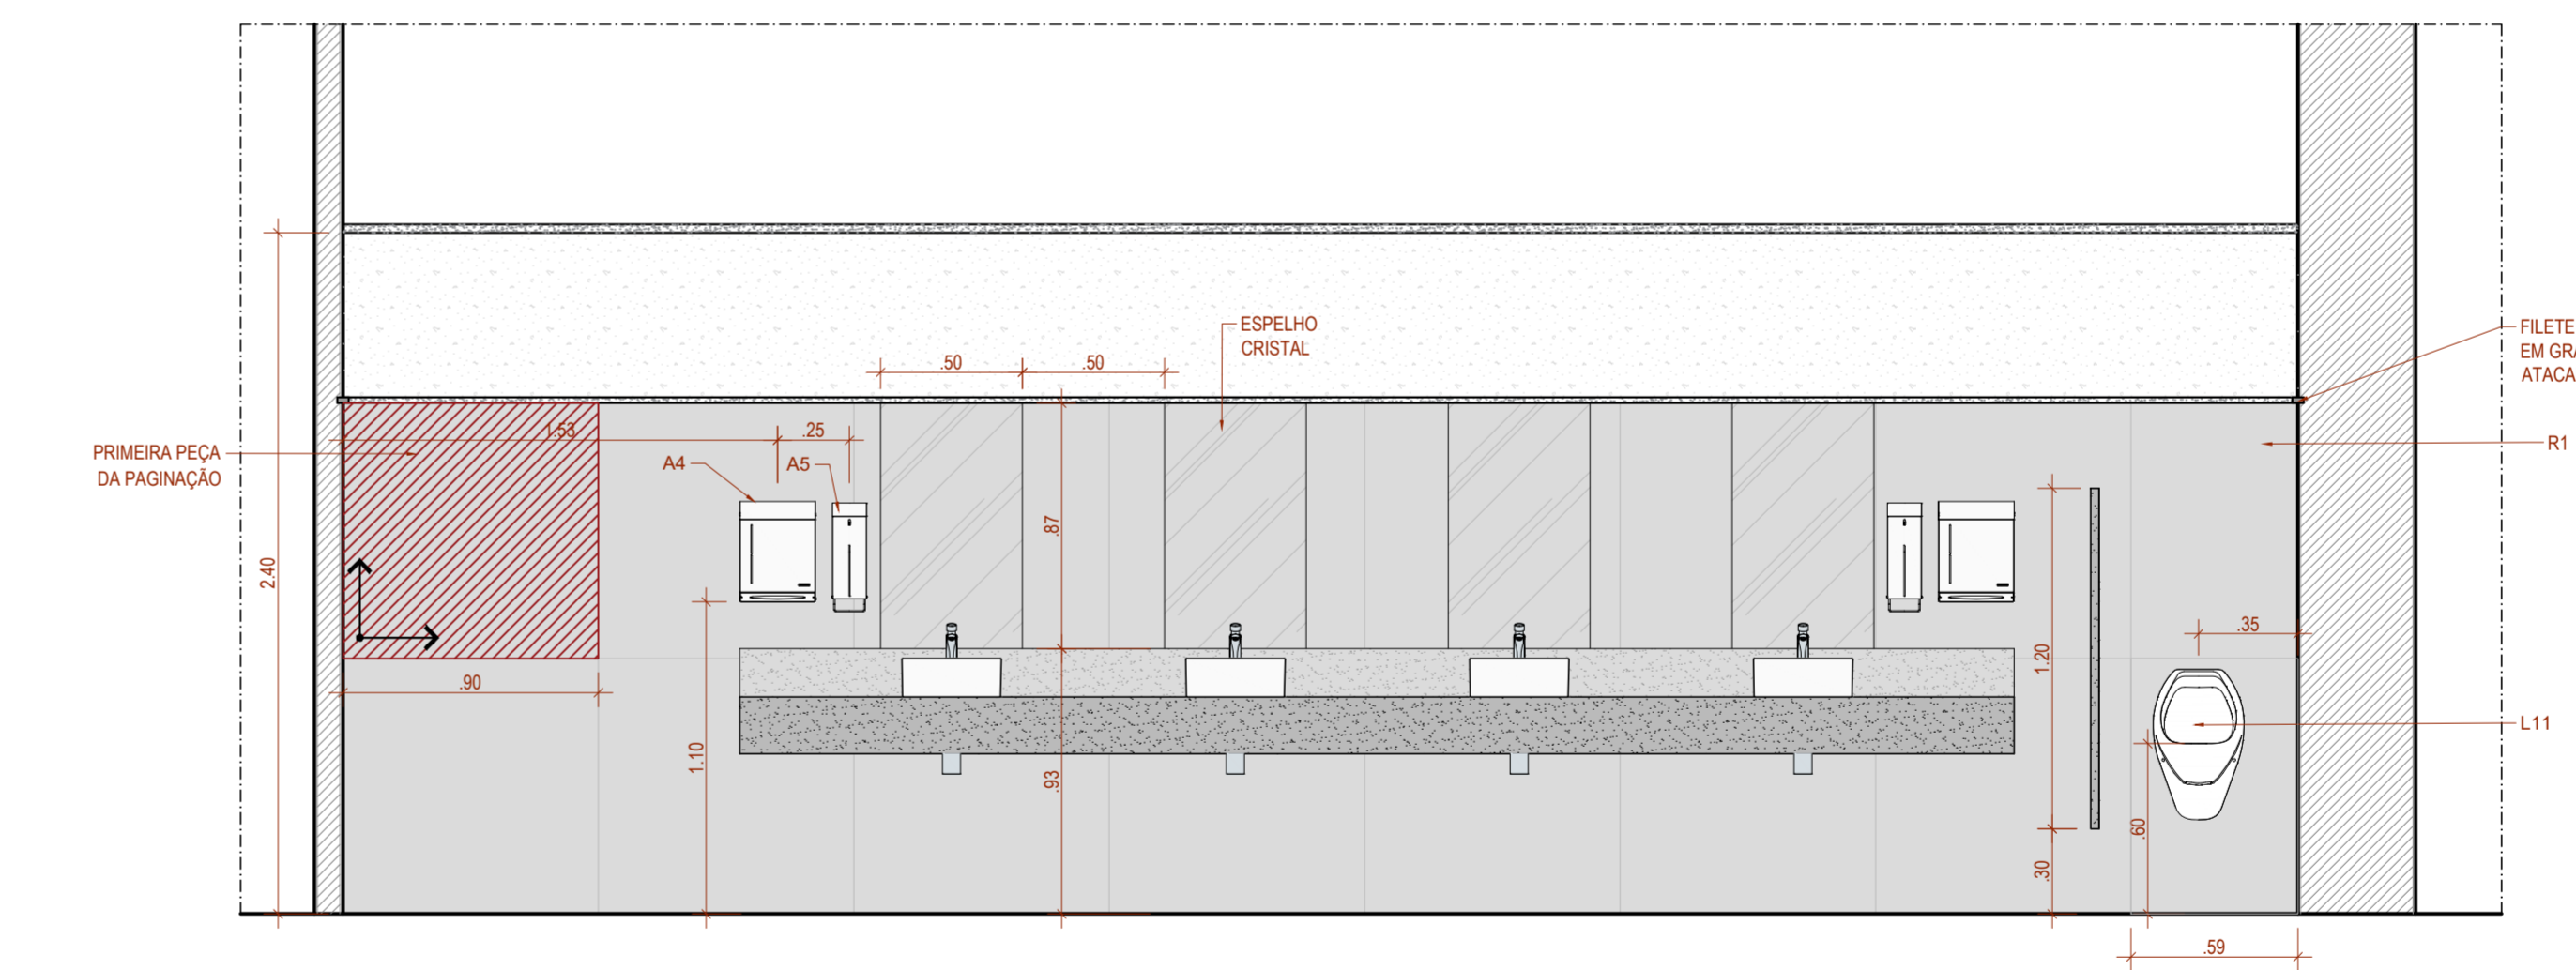 ESPELHO
CRISTAL
FILETE
EM GRA
ATACA
.50
.50
1.53
.25
PRIMEIRA PEÇA
DA PAGINAÇÃO
A4
A5
R1
.87
2.40
.35
1.20
.90
L11
1.10
.93
.60
.30
.59